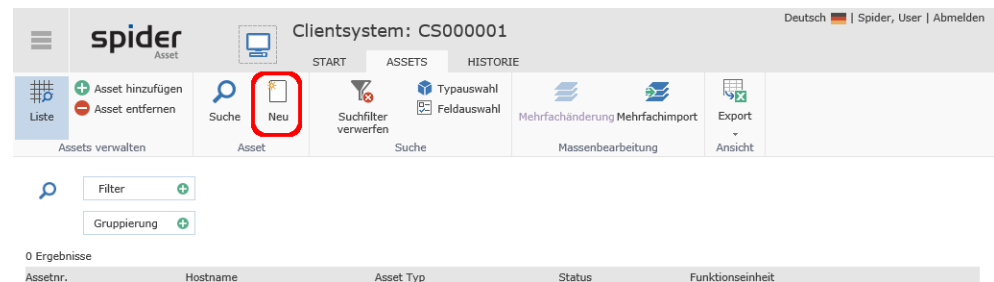 Deutsch | Spider, User | Abmelden
spider
Asset
Clientsystem: CS000001
START ASSETS HISTORIE
Liste
Asset hinzufügen
Asset entfernen
Assets verwalten
Suche
Neu
Asset
Suchfilter
verwerfen
Typauswahl
Feldauswahl
Suche
Mehrfachänderung Mehrfachimport
Massenbearbeitung
Export
Ansicht
Filter
Gruppierung
0 Ergebnisse
Assetnr. Hostname Asset Typ Status Funktionseinheit